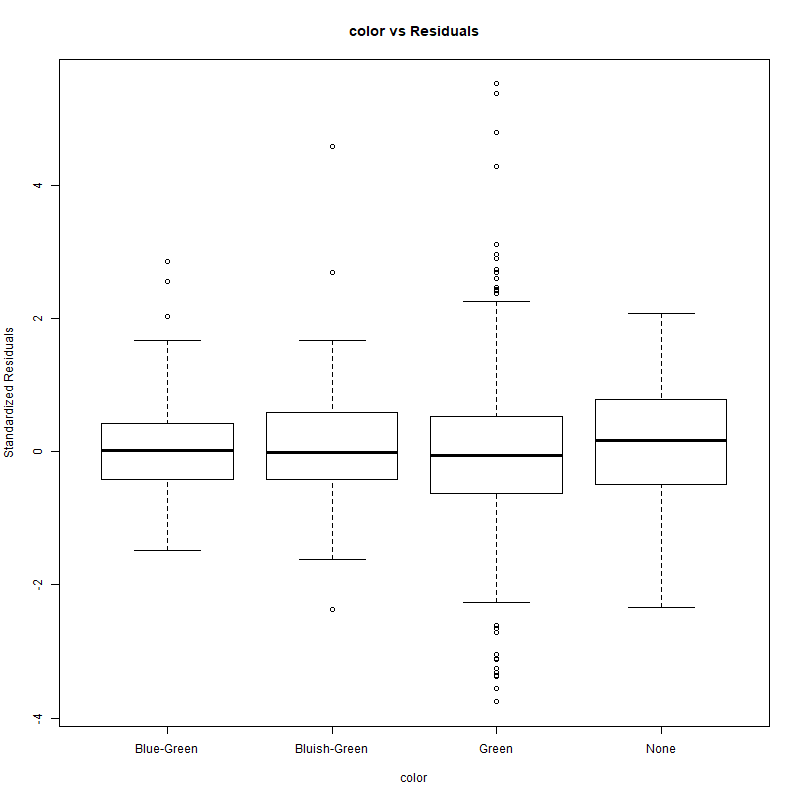 color vs Residuals
Standardized Residuals
4
2
0
-2
-4
Blue-Green
Bluish-Green
Green
None
color